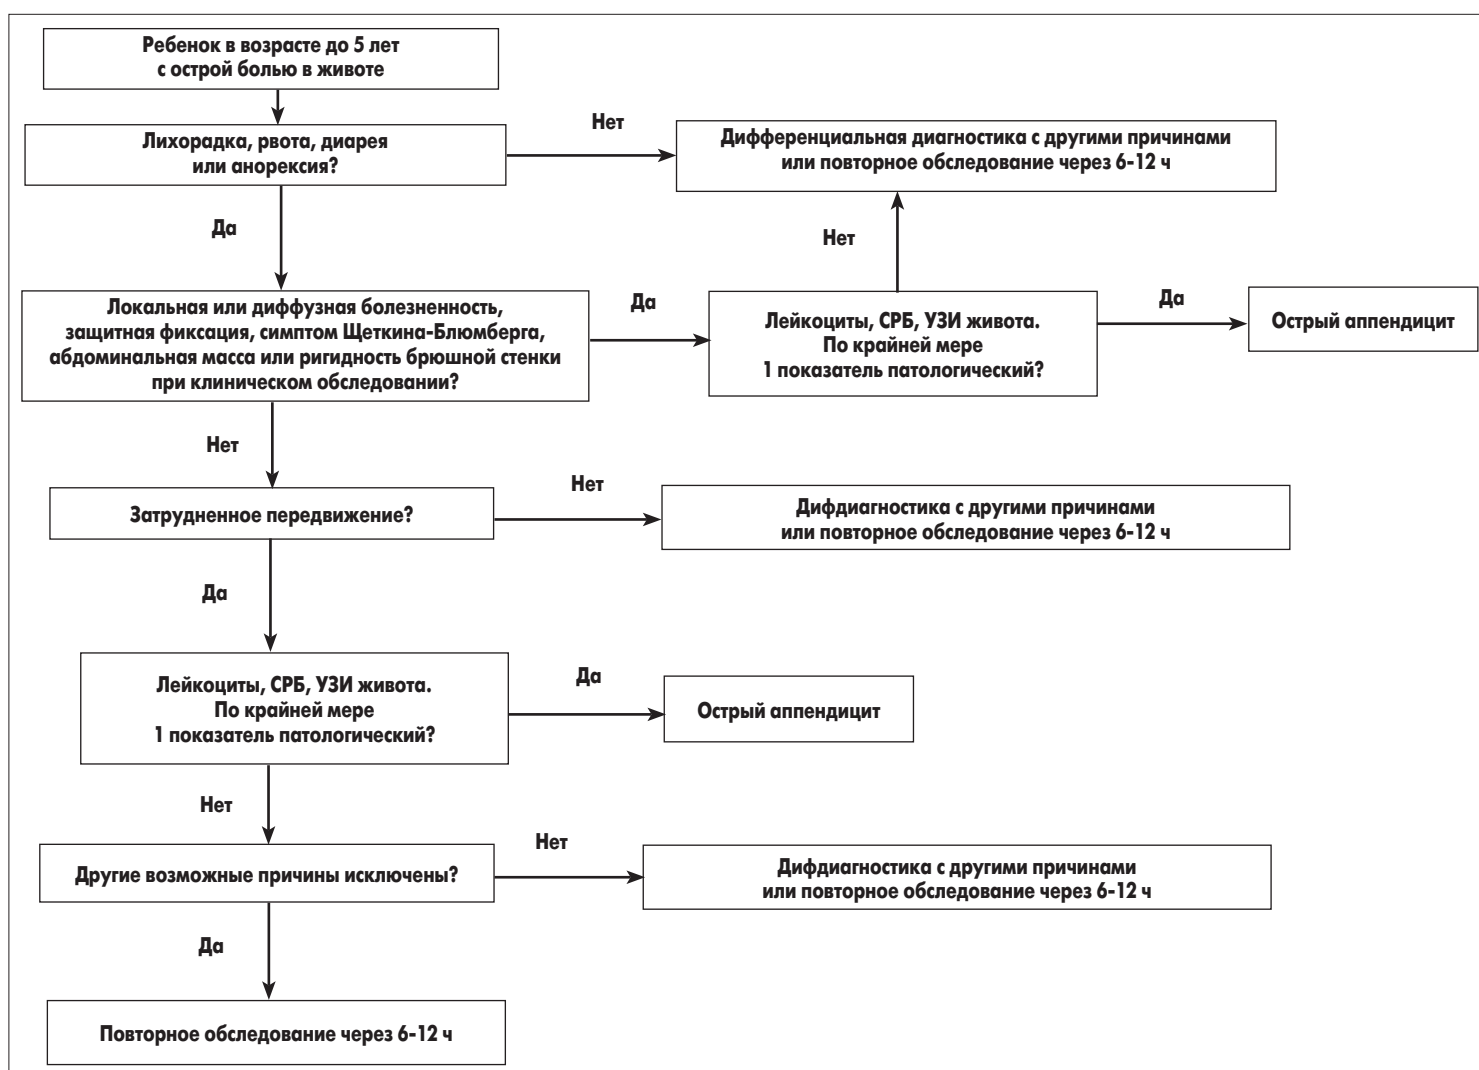 Ребенок в возрасте до 5 лет
с острой болью в животе
Лихорадка, рвота, диарея
или анорексия?
Нет
Дифференциальная диагностика с другими причинами
или повторное обследование через 6-12 ч
Да
Нет
Локальная или диффузная болезненность,
защитная фиксация, симптом Щеткина-Блюмберга,
абдоминальная масса или ригидность брюшной стенки
при клиническом обследовании?
Да
Лейкоциты, СРБ, УЗИ живота.
По крайней мере
1 показатель патологический?
Да
Острый аппендицит
Нет
Затрудненное передвижение?
Нет
Дифдиагностика с другими причинами
или повторное обследование через 6-12 ч
Да
Лейкоциты, СРБ, УЗИ живота.
По крайней мере
1 показатель патологический?
Да
Острый аппендицит
Нет
Другие возможные причины исключены?
Нет
Дифдиагностика с другими причинами
или повторное обследование через 6-12 ч
Да
Повторное обследование через 6-12 ч